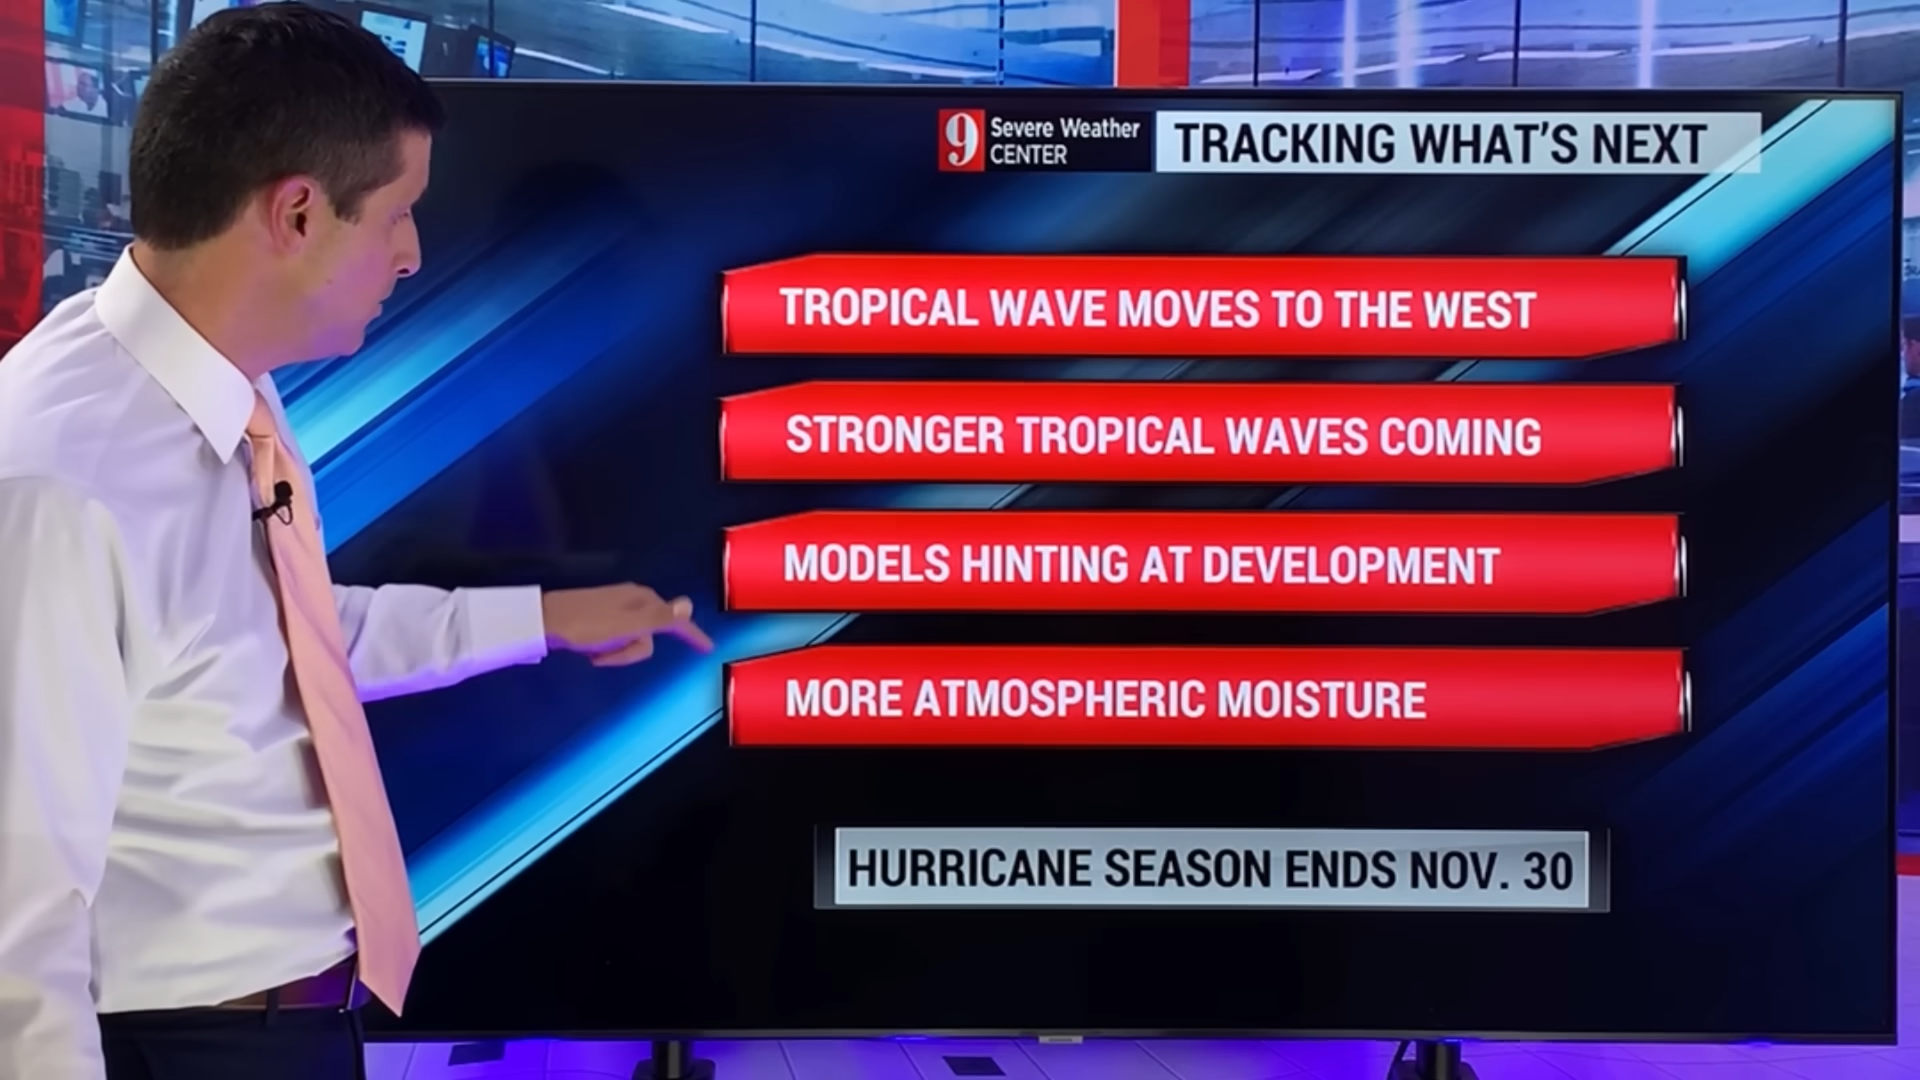 9 Severe Weather
CENTER
TRACKING WHAT'S NEXT
TROPICAL WAVE MOVES TO THE WEST
STRONGER TROPICAL WAVES COMING
MODELS HINTING AT DEVELOPMENT
MORE ATMOSPHERIC MOISTURE
HURRICANE SEASON ENDS NOV. 30